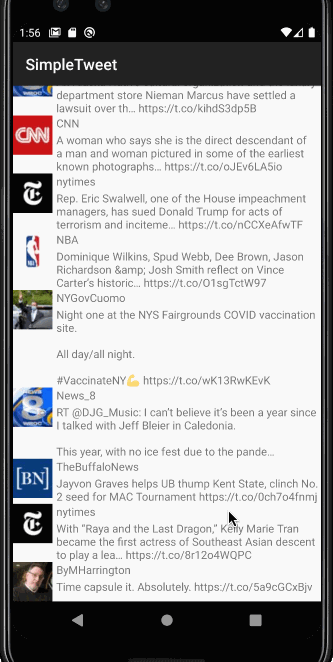 1:56
SimpleTweet
department store Nieman Marcus have settled a
lawsuit over th… https://t.co/kihdS3dp5B
CNN
CNN
A woman who says she is the direct descendant of
a man and woman pictured in some of the earliest
known photographs… https://t.co/oJEv6LA5io
nytimes
Rep. Eric Swalwell, one of the House impeachment
managers, has sued Donald Trump for acts of
terrorism and inciteme… https://t.co/nCCXeAfwTF
NBA
Dominique Wilkins, Spud Webb, Dee Brown, Jason
Richardson &amp; Josh Smith reflect on Vince
Carter's historic… https://t.co/O1sgTctW97
NYGovCuomo
Night one at the NYS Fairgrounds COVID vaccination
site.
All day/all night.
#VaccinateNY💪 https://t.co/wK13RwKEvK
News_8
8
RT @DJG_Music: I can't believe it's been a year since
I talked with Jeff Bleier in Caledonia.
This year, with no ice fest due to the pande…
TheBuffaloNews
[BN]
Jayvon Graves helps UB thump Kent State, clinch No.
2 seed for MAC Tournament https://t.co/0ch7o4fnmj
nytimes
With "Raya and the Last Dragon," Kelly Marie Tran
became the first actress of Southeast Asian descent
to play a lea… https://t.co/8r12o4WQPC
ByMHarrington
Time capsule it. Absolutely. https://t.co/5a9cGCxBjv